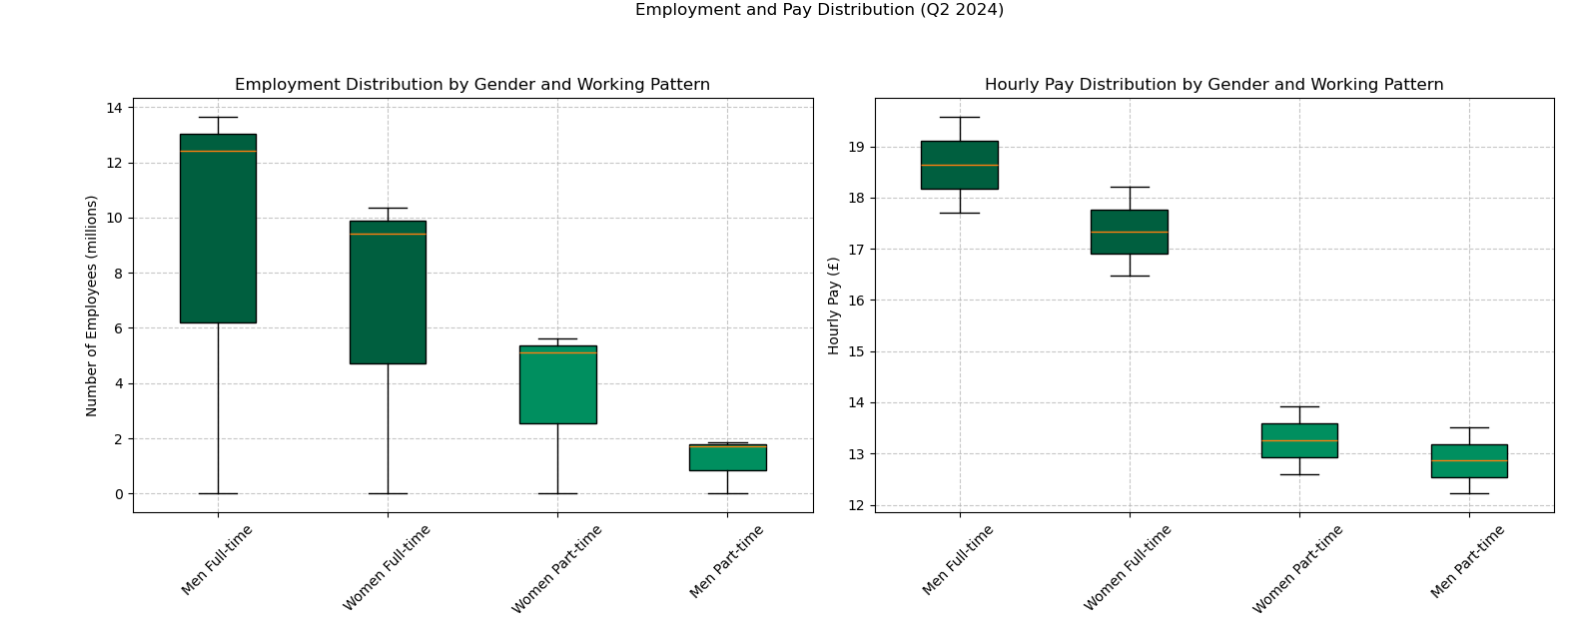 Employment and Pay Distribution (Q2 2024)
Employment Distribution by Gender and Working Pattern
Number of Employees (millions)
14
12
10
8
6
4
2
0
Men Full-time
Women Full-time
Women Part-time
Men Part-time
Hourly Pay Distribution by Gender and Working Pattern
Hourly Pay (£)
19
18
17
16
15
14
13
12
Men Full-time
Women Full-time
Women Part-time
Men Part-time